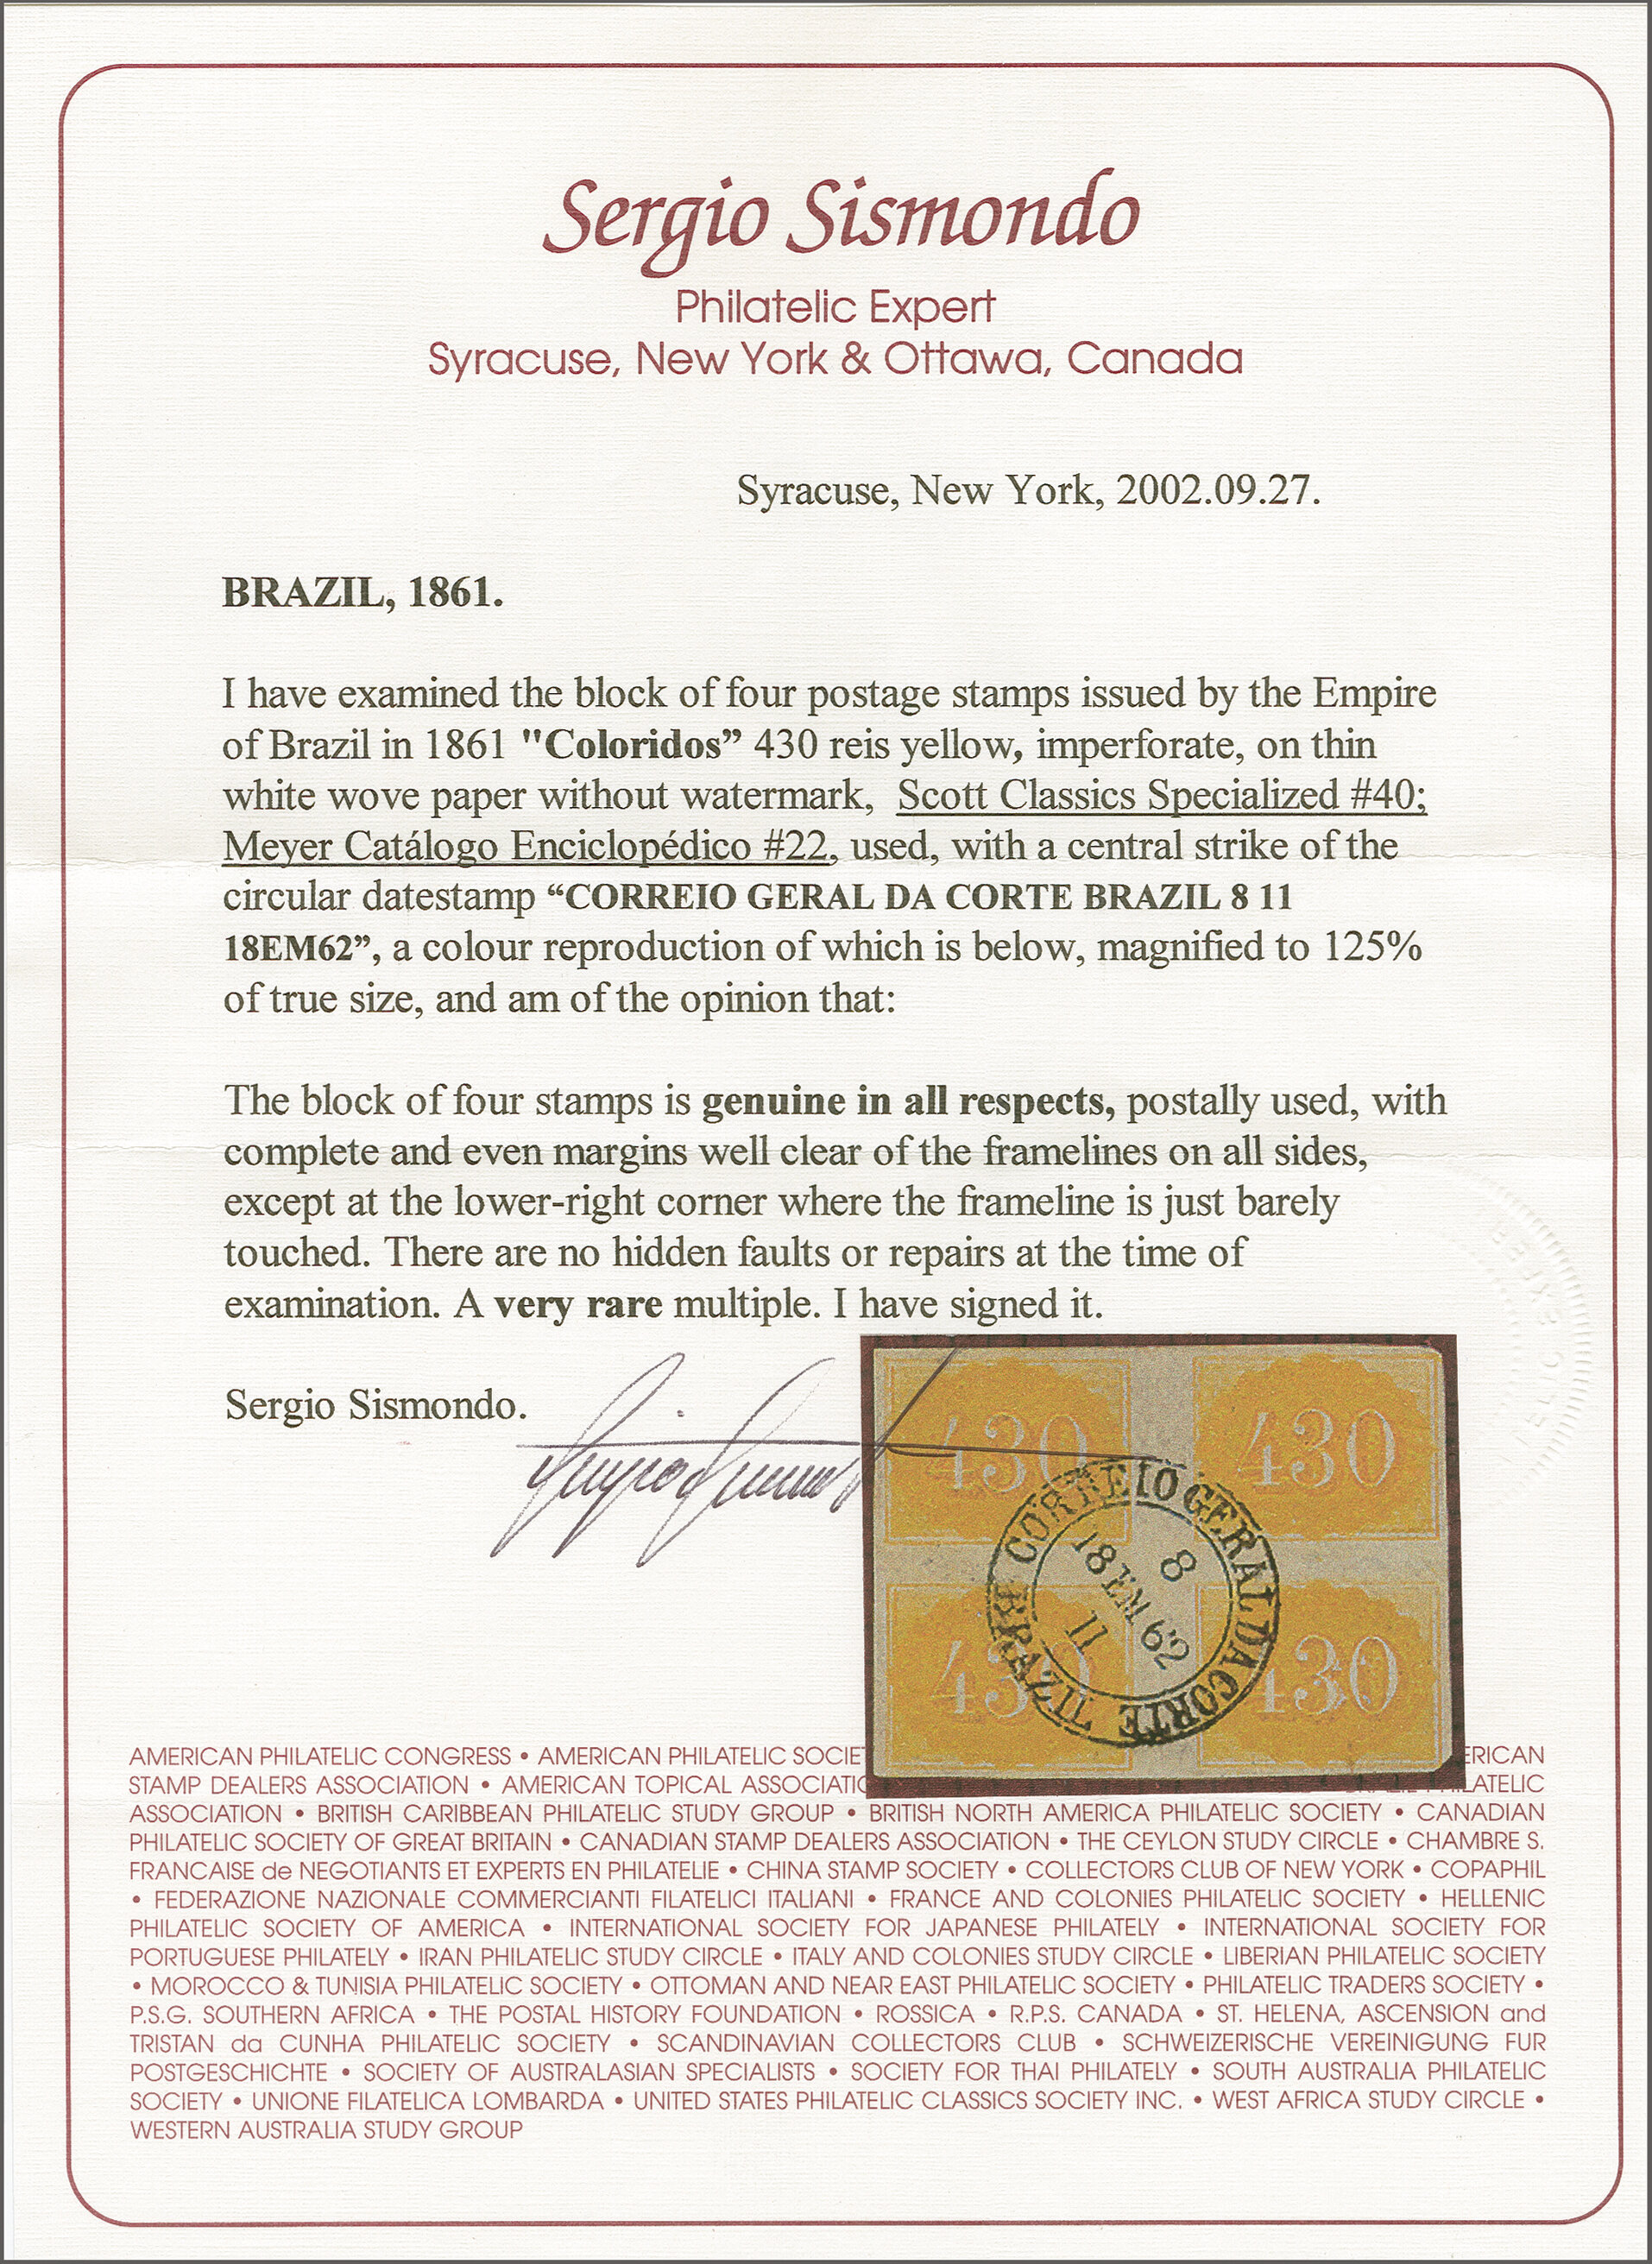 Sergio Sismondo
Philatelic Expert
Syracuse, New York & Ottawa, Canada
Syracuse, New York, 2002.09.27.
BRAZIL, 1861.
I have examined the block of four postage stamps issued by the Empire
of Brazil in 1861 "Coloridos” 430 reis yellow, imperforate, on thin
white wove paper without watermark, Scott Classics Specialized #40;
Meyer Catálogo Enciclopédico #22, used, with a central strike of the
circular datestamp “CORREIO GERAL DA CORTE BRAZIL 8 11
18EM62”, a colour reproduction of which is below, magnified to 125%
of true size, and am of the opinion that:
The block of four stamps is genuine in all respects, postally used, with
complete and even margins well clear of the framelines on all sides,
except at the lower-right corner where the frameline is just barely
touched. There are no hidden faults or repairs at the time of
examination. A very rare multiple. I have signed it.
Sergio Sismondo.
430 430
CORREIO GERAL DA CORTE BRAZIL
8
18 EM 62
11
430 430
AMERICAN PHILATELIC CONGRESS • AMERICAN PHILATELIC
STAMP DEALERS ASSOCIATION • AMERICAN TOPICAL
ASSOCIATION • BRITISH CARIBBEAN PHILATELIC STUDY GROUP • BRITISH NORTH AMERICA PHILATELIC SOCIETY • CANADIAN
PHILATELIC SOCIETY OF GREAT BRITAIN • CANADIAN STAMP DEALERS ASSOCIATION • THE CEYLON STUDY CIRCLE • CHAMBRE S.
FRANCAISE de NEGOTIANTS ET EXPERTS EN PHILATELIE • CHINA STAMP SOCIETY • COLLECTORS CLUB OF NEW YORK • COPAPHIL
• FEDERAZIONE NAZIONALE COMMERCIANTI FILATELICI ITALIANI • FRANCE AND COLONIES PHILATELIC SOCIETY • HELLENIC
PHILATELIC SOCIETY OF AMERICA • INTERNATIONAL SOCIETY FOR JAPANESE PHILATELY • INTERNATIONAL SOCIETY FOR
PORTUGUESE PHILATELY • IRAN PHILATELIC STUDY CIRCLE • ITALY AND COLONIES STUDY CIRCLE • LIBERIAN PHILATELIC SOCIETY
• MOROCCO & TUNISIA PHILATELIC SOCIETY • OTTOMAN AND NEAR EAST PHILATELIC SOCIETY • PHILATELIC TRADERS SOCIETY •
P.S.G. SOUTHERN AFRICA • THE POSTAL HISTORY FOUNDATION • ROSSICA • R.P.S. CANADA • ST. HELENA, ASCENSION and
TRISTAN da CUNHA PHILATELIC SOCIETY • SCANDINAVIAN COLLECTORS CLUB • SCHWEIZERISCHE VEREINIGUNG FUR
POSTGESCHICHTE • SOCIETY OF AUSTRALASIAN SPECIALISTS • SOCIETY FOR THAI PHILATELY • SOUTH AUSTRALIA PHILATELIC
SOCIETY • UNIONE FILATELICA LOMBARDA • UNITED STATES PHILATELIC CLASSICS SOCIETY INC. • WEST AFRICA STUDY CIRCLE •
WESTERN AUSTRALIA STUDY GROUP